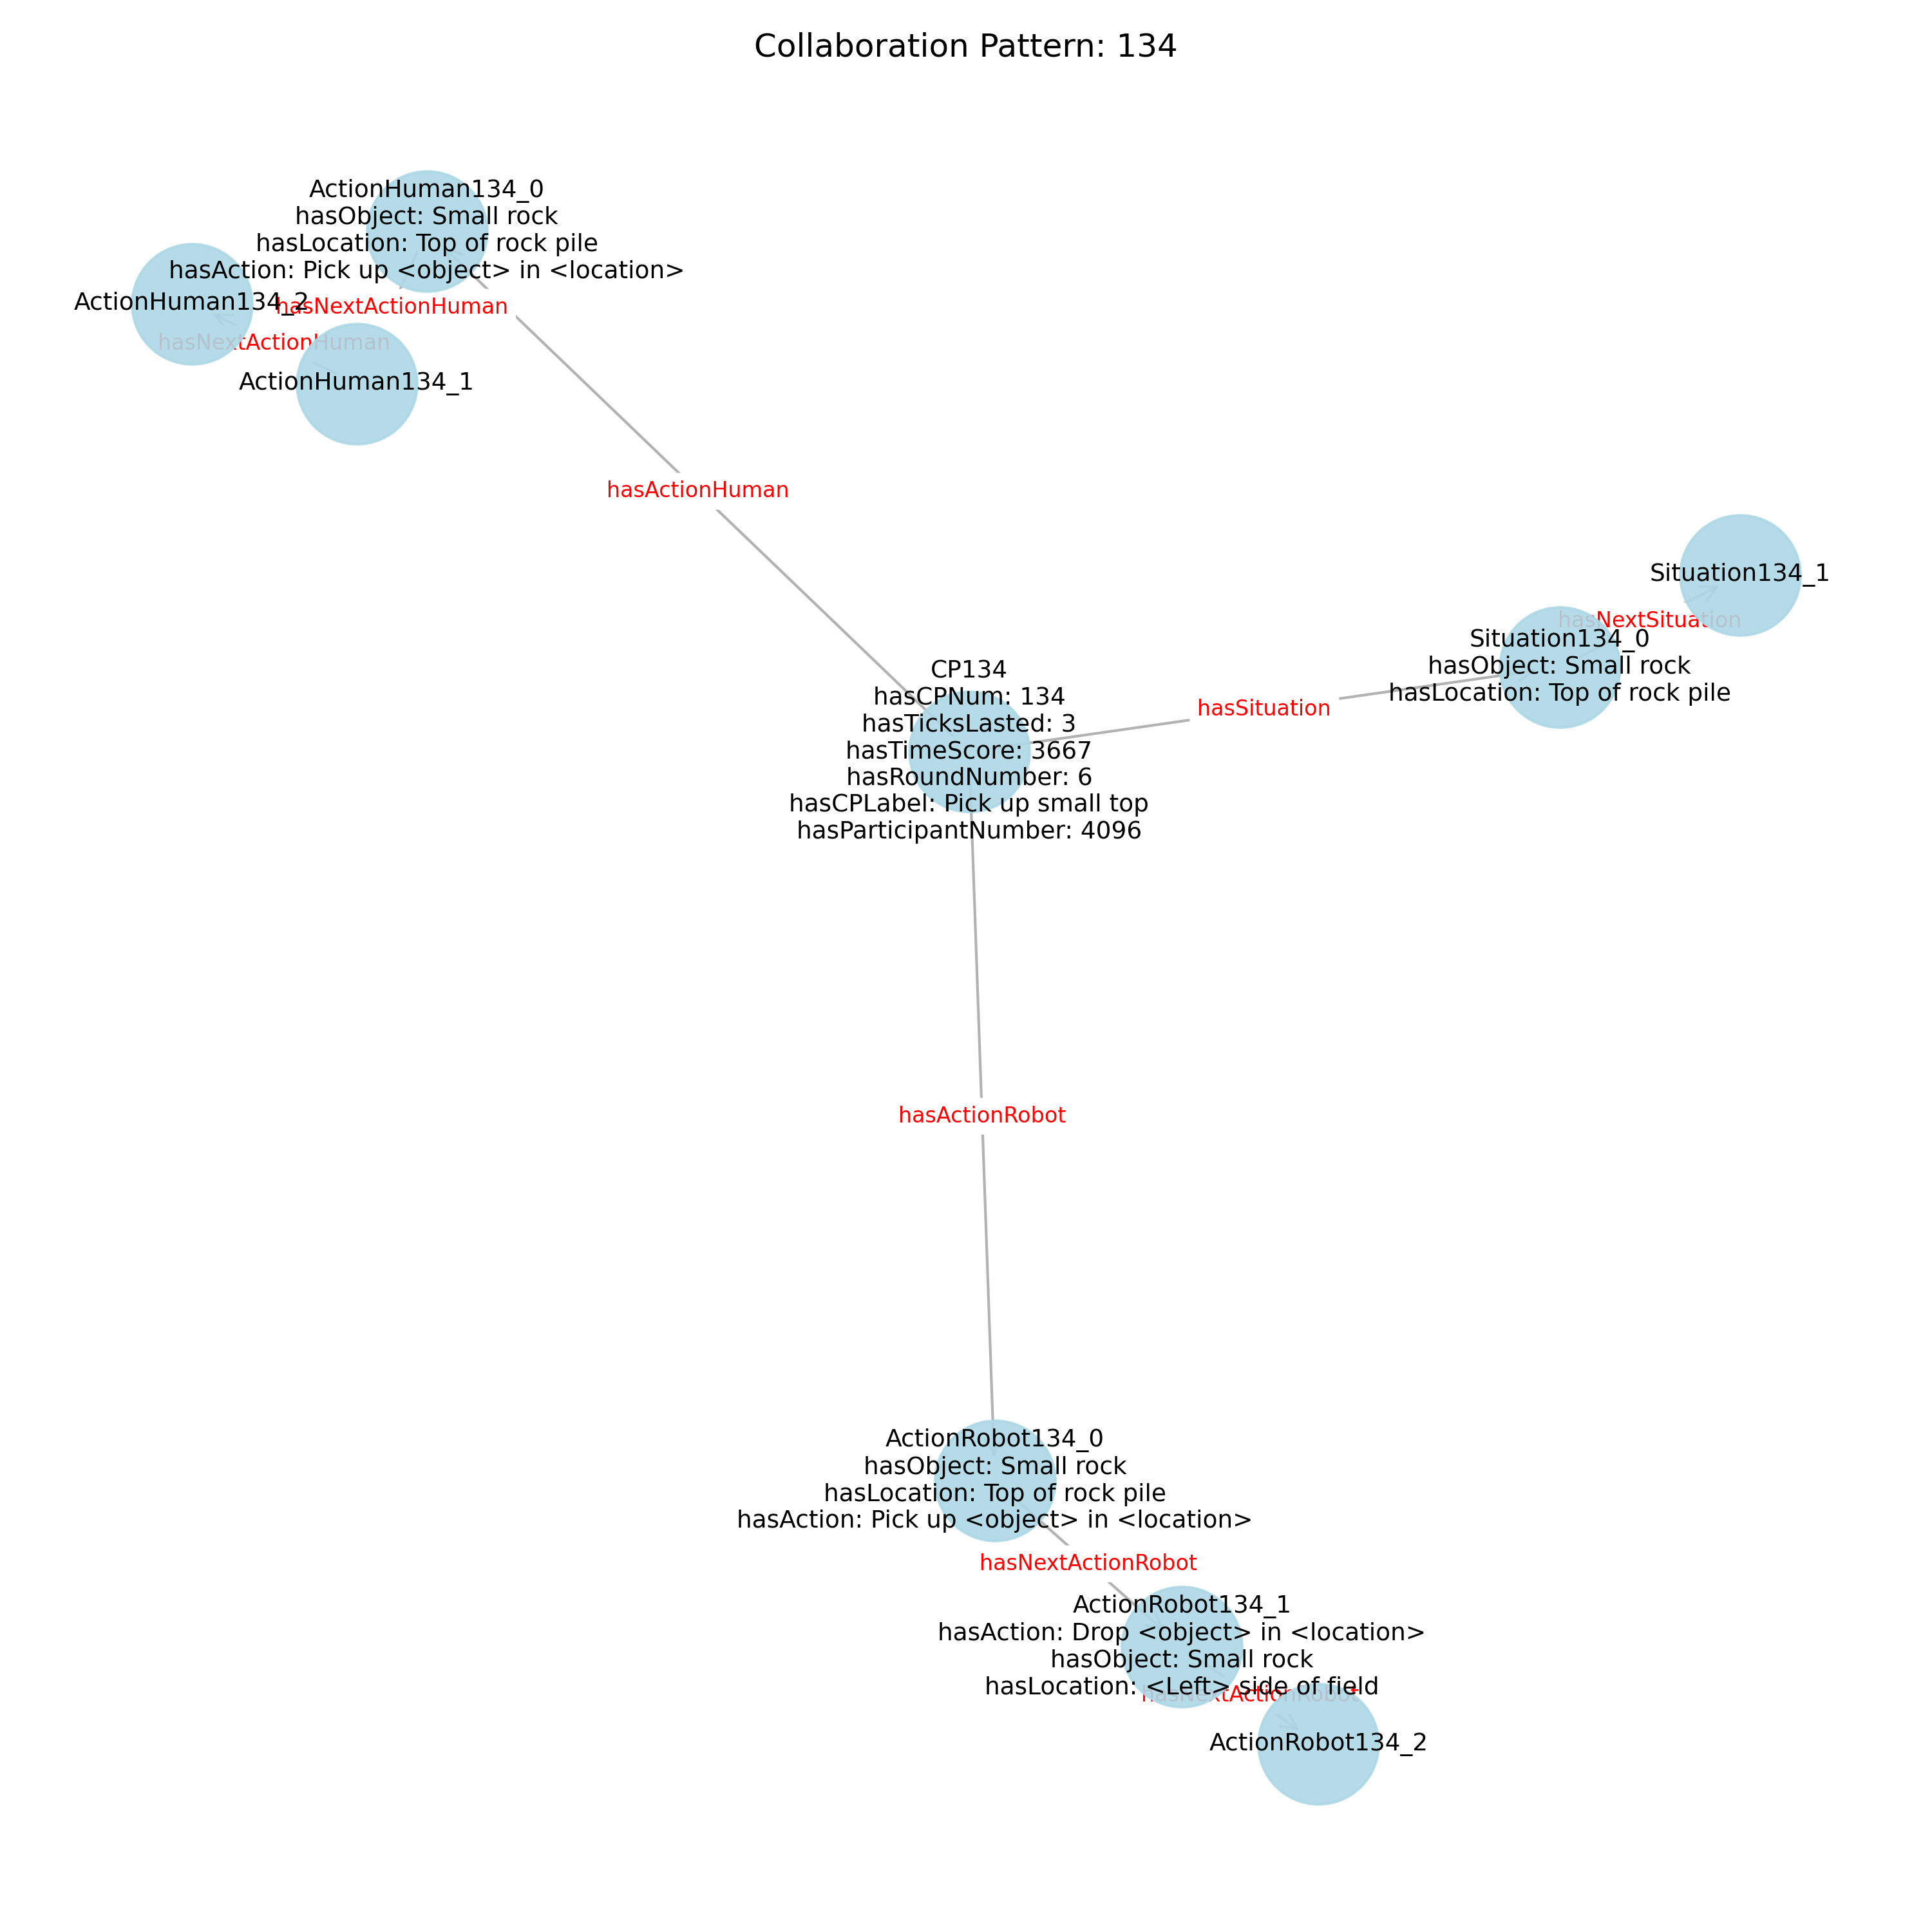 Collaboration Pattern: 134
ActionHuman134_0
hasObject: Small rock
hasLocation: Top of rock pile
hasAction: Pick up <object> in <location>
ActionHuman134_2
hasNextActionHuman
hasNextActionHuman
ActionHuman134_1
hasActionHuman
Situation134_1
hasNextSituation
Situation134_0
hasObject: Small rock
hasLocation: Top of rock pile
hasSituation
CP134
hasCPNum: 134
hasTicksLasted: 3
hasTimeScore: 3667
hasRoundNumber: 6
hasCPLabel: Pick up small top
hasParticipantNumber: 4096
hasActionRobot
ActionRobot134_0
hasObject: Small rock
hasLocation: Top of rock pile
hasAction: Pick up <object> in <location>
hasNextActionRobot
ActionRobot134_1
hasAction: Drop <object> in <location>
hasObject: Small rock
hasLocation: <Left> side of field
hasNextActionRobot
ActionRobot134_2